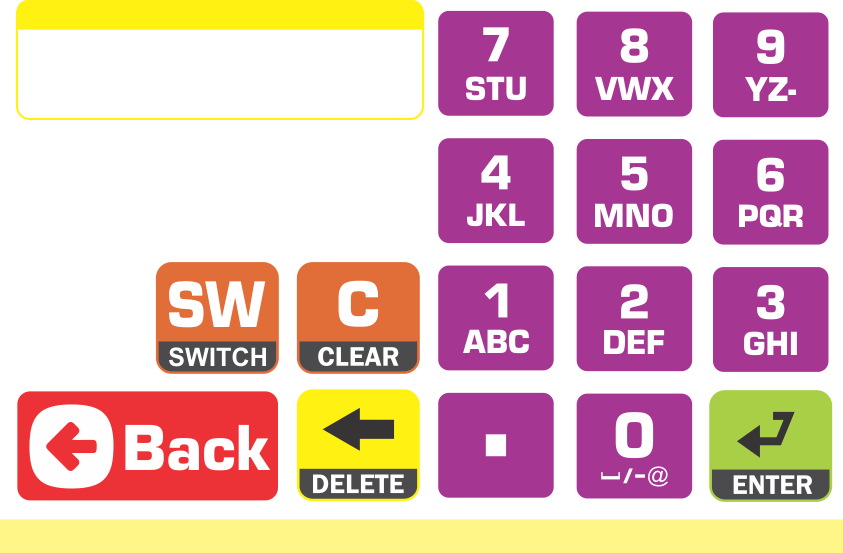 7 8 9
STU VWX YZ-
4 5 6
JKL MNO PQR
SW C 1 2 3
SWITCH CLEAR ABC DEF GHI
Back . 0
DELETE ⎵/-@ ENTER